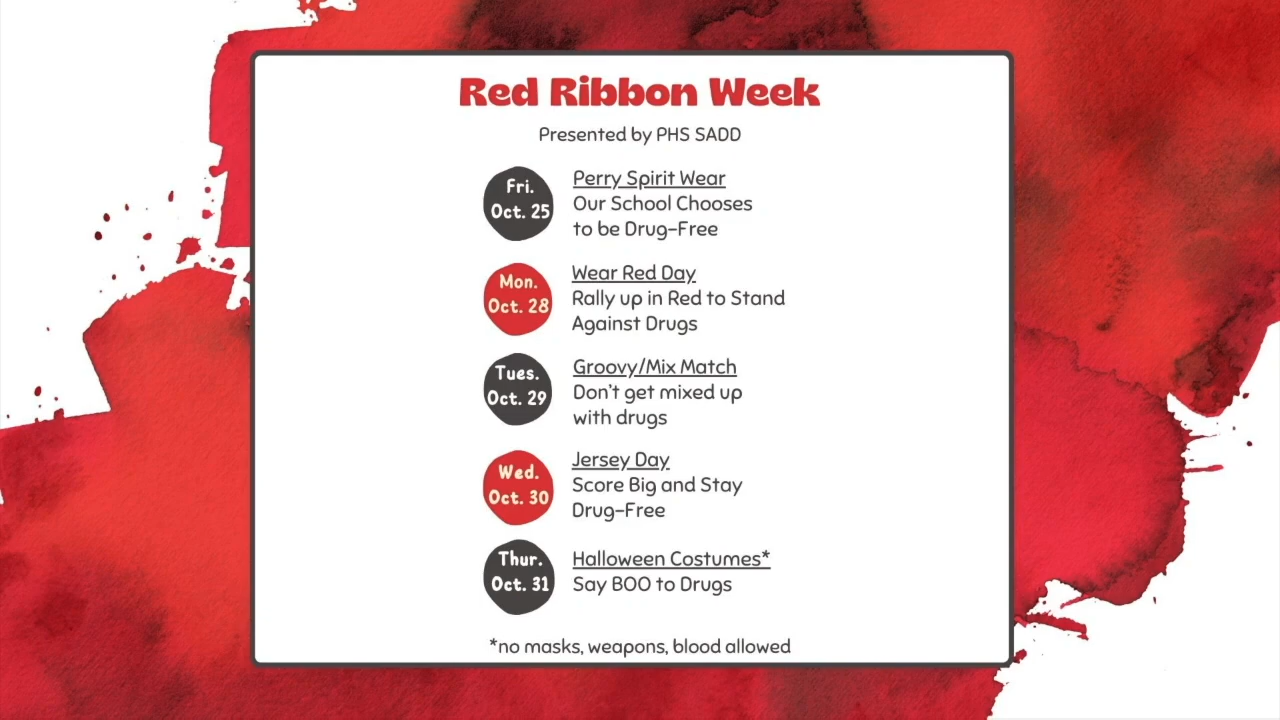 Red Ribbon Week
Presented by PHS SADD
Fri.
Oct. 25
Perry Spirit Wear
Our School Chooses
to be Drug-Free
Mon.
Oct. 28
Wear Red Day
Rally up in Red to Stand
Against Drugs
Tues.
Oct. 29
Groovy/Mix Match
Don't get mixed up
with drugs
Wed.
Oct. 30
Jersey Day
Score Big and Stay
Drug-Free
Thur.
Oct. 31
Halloween Costumes*
Say BOO to Drugs
*no masks, weapons, blood allowed